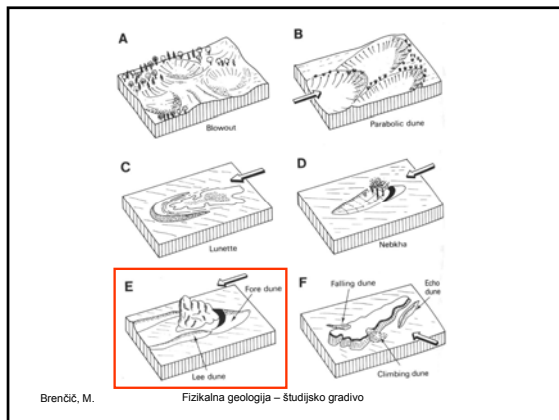 A
Blowout
B
Parabolic dune
C
Lunette
D
Nebkha
E
Fore dune
Lee dune
F
Falling dune
Echo
dune
Climbing dune
Brenčič, M.
Fizikalna geologija – študijsko gradivo